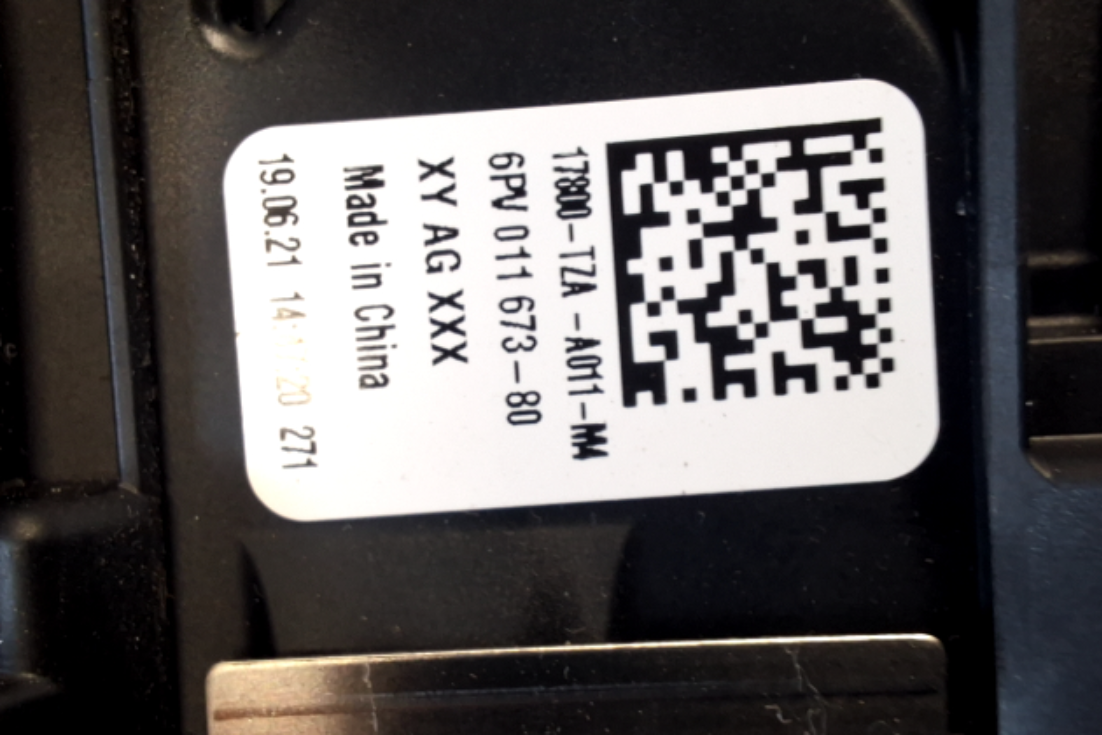 17800-TZA -A011-M4
6PV 011 673-80
XY AG XXX
Made in China
19.06.21 271